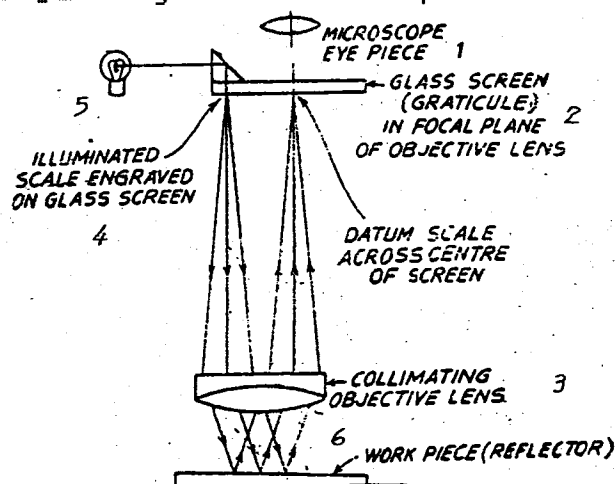 MICROSCOPE
EYE PIECE 1
GLASS SCREEN
(GRATICULE)
IN FOCAL PLANE 2
OF OBJECTIVE LENS
5
ILLUMINATED
SCALE ENGRAVED
ON GLASS SCREEN
4
DATUM SCALE
ACROSS CENTRE
OF SCREEN
COLLIMATING
OBJECTIVE LENS 3
6
WORK PIECE (REFLECTOR)